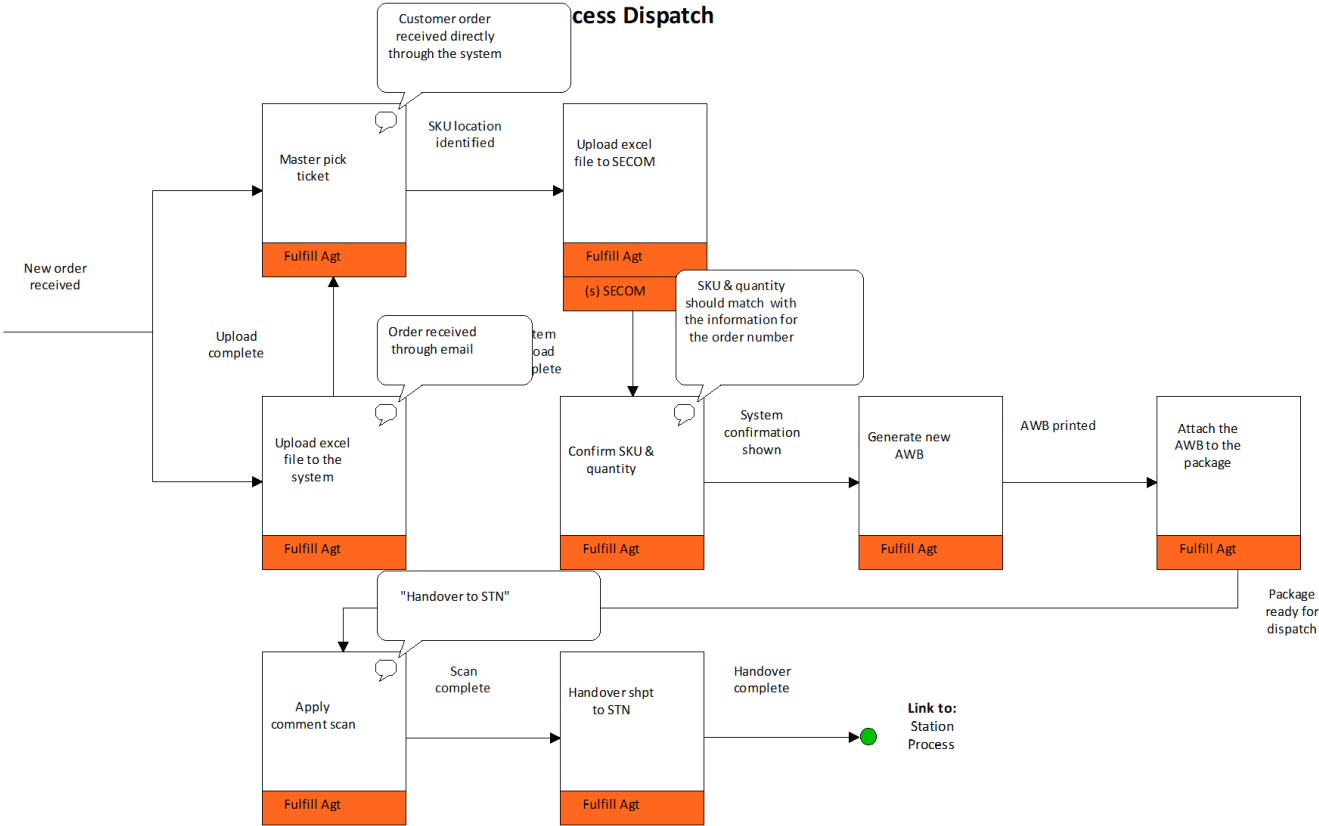 cess Dispatch
Customer order
received directly
through the system
Master pick
ticket
Fulfill Agt
SKU location
identified
Upload excel
file to SECOM
Fulfill Agt
(s) SECOM
New order
received
Upload
complete
Order received
through email
SKU & quantity
should match with
the information for
the order number
Upload excel
file to the
system
Fulfill Agt
Confirm SKU &
quantity
Fulfill Agt
System
confirmation
shown
Generate new
AWB
Fulfill Agt
AWB printed
Attach the
AWB to the
package
Fulfill Agt
Package
ready for
dispatch
"Handover to STN"
Apply
comment scan
Fulfill Agt
Scan
complete
Handover shpt
to STN
Fulfill Agt
Handover
complete
Link to:
Station
Process